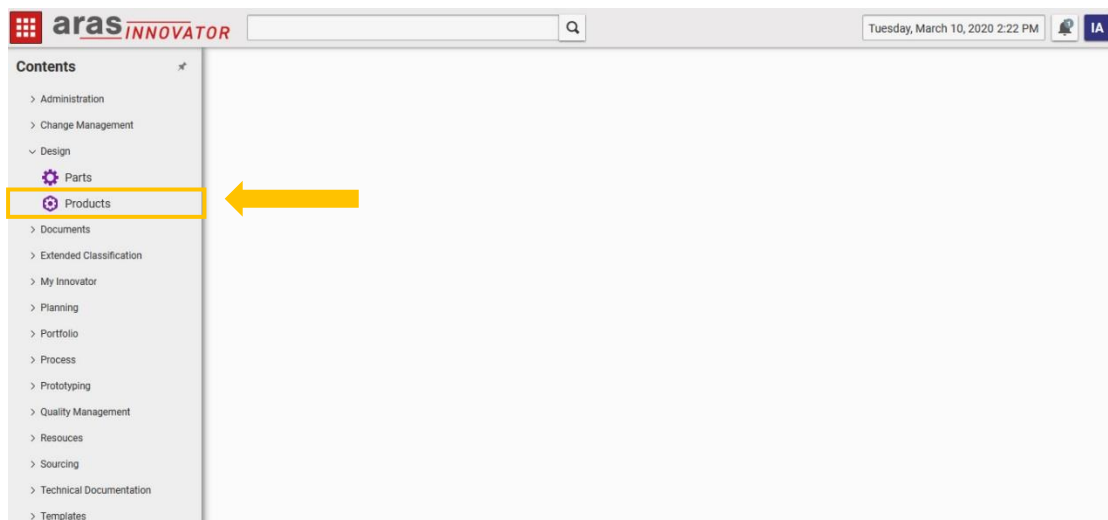 aras INNOVATOR
Tuesday, March 10, 2020 2:22 PM
IA
Contents
Administration
Change Management
Design
Parts
Products
Documents
Extended Classification
My Innovator
Planning
Portfolio
Process
Prototyping
Quality Management
Resouces
Sourcing
Technical Documentation
Templates